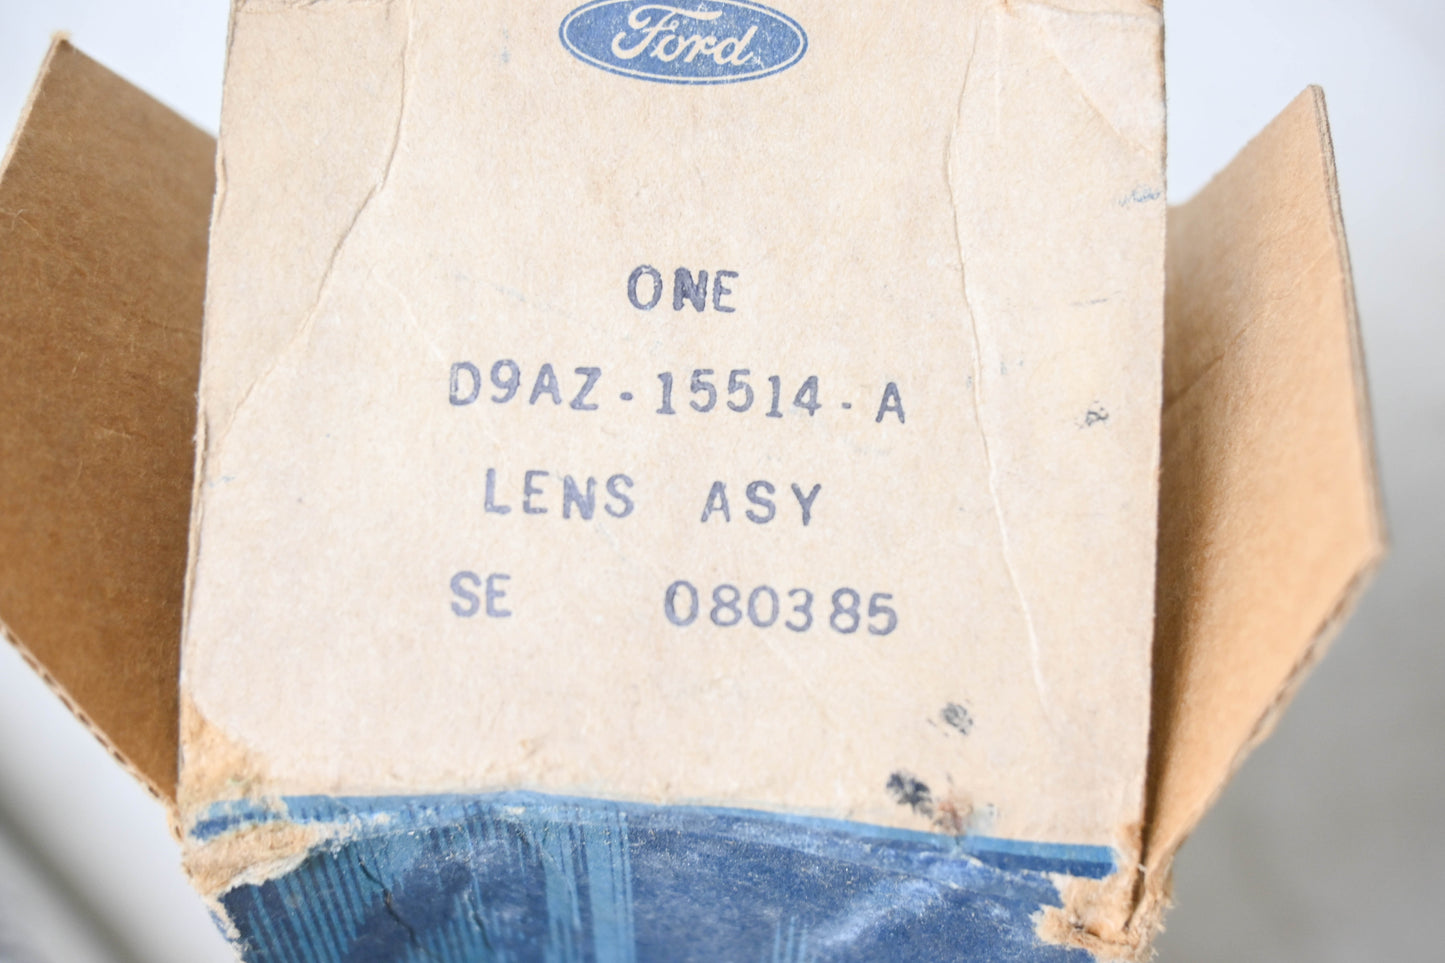 Ford
ONE
D9AZ-15514-A
LENS ASY
SE 080385